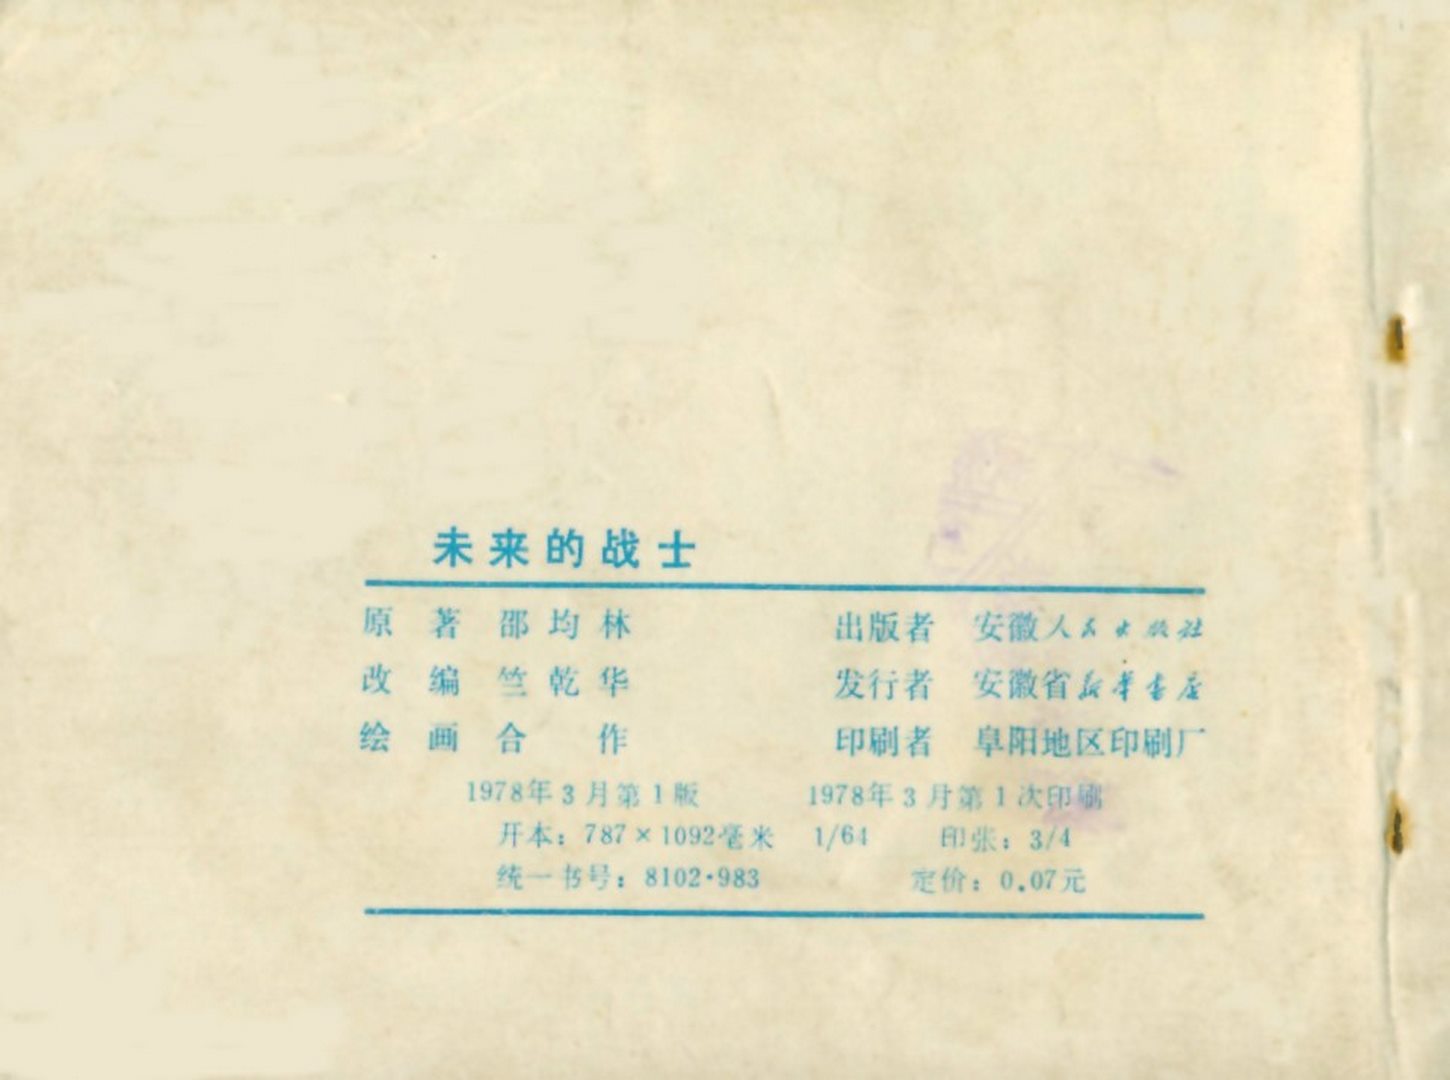 未来的战士
原 著 邵均林 出版者 安徽人民出版社
改 编 竺乾华 发行者 安徽省新华书店
绘 画 合 作 印刷者 阜阳地区印刷厂
1978年3月第1版 1978年3月第1次印刷
开本：787×1092毫米 1/64 印张：3/4
统一书号：8102·983 定价：0.07元